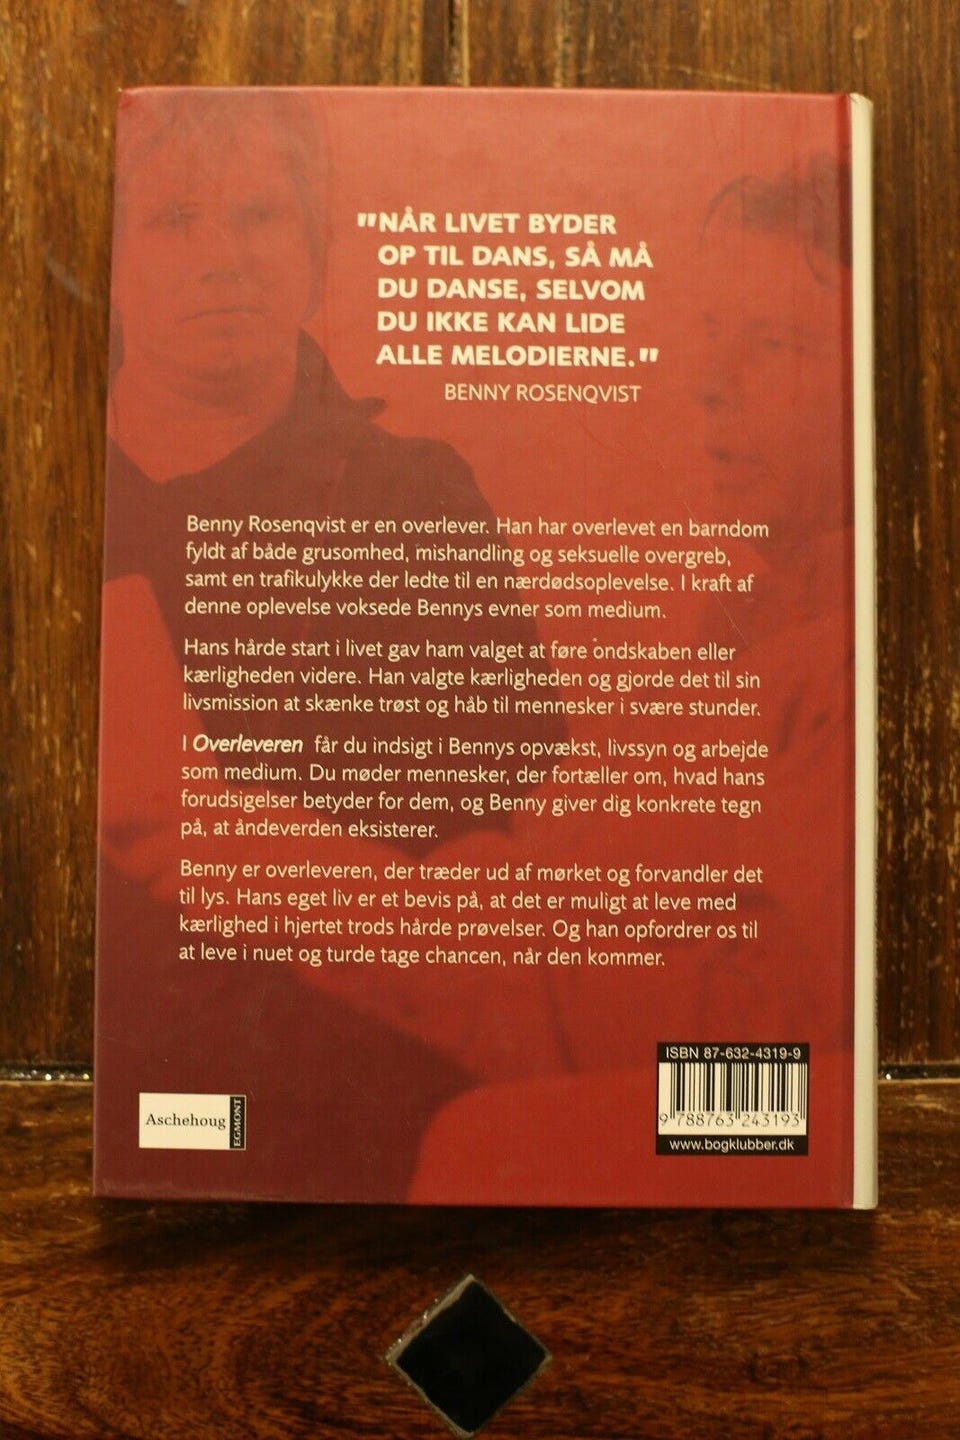 "NÅR LIVET BYDER
OP TIL DANS, SÅ MÅ
DU DANSE, SELVOM
DU IKKE KAN LIDE
ALLE MELODIERNE."
BENNY ROSENQVIST
Benny Rosenqvist er en overlever. Han har overlevet en barndom
fyldt af både grusomhed, mishandling og seksuelle overgreb,
samt en trafikulykke der ledte til en nærdødsoplevelse. I kraft af
denne oplevelse voksede Bennys evner som medium.
Hans hårde start i livet gav ham valget at føre ondskaben eller
kærligheden videre. Han valgte kærligheden og gjorde det til sin
livsmission at skænke trøst og håb til mennesker i svære stunder.
I Overleveren får du indsigt i Bennys opvækst, livssyn og arbejde
som medium. Du møder mennesker, der fortæller om, hvad hans
forudsigelser betyder for dem, og Benny giver dig konkrete tegn
på, at åndeverden eksisterer.
Benny er overleveren, der træder ud af mørket og forvandler det
til lys. Hans eget liv er et bevis på, at det er muligt at leve med
kærlighed i hjertet trods hårde prøvelser. Og han opfordrer os til
at leve i nuet og turde tage chancen, når den kommer.
ISBN 87-632-4319-9
9 788763 243193
www.bogklubber.dk
Aschehoug
EGMONT